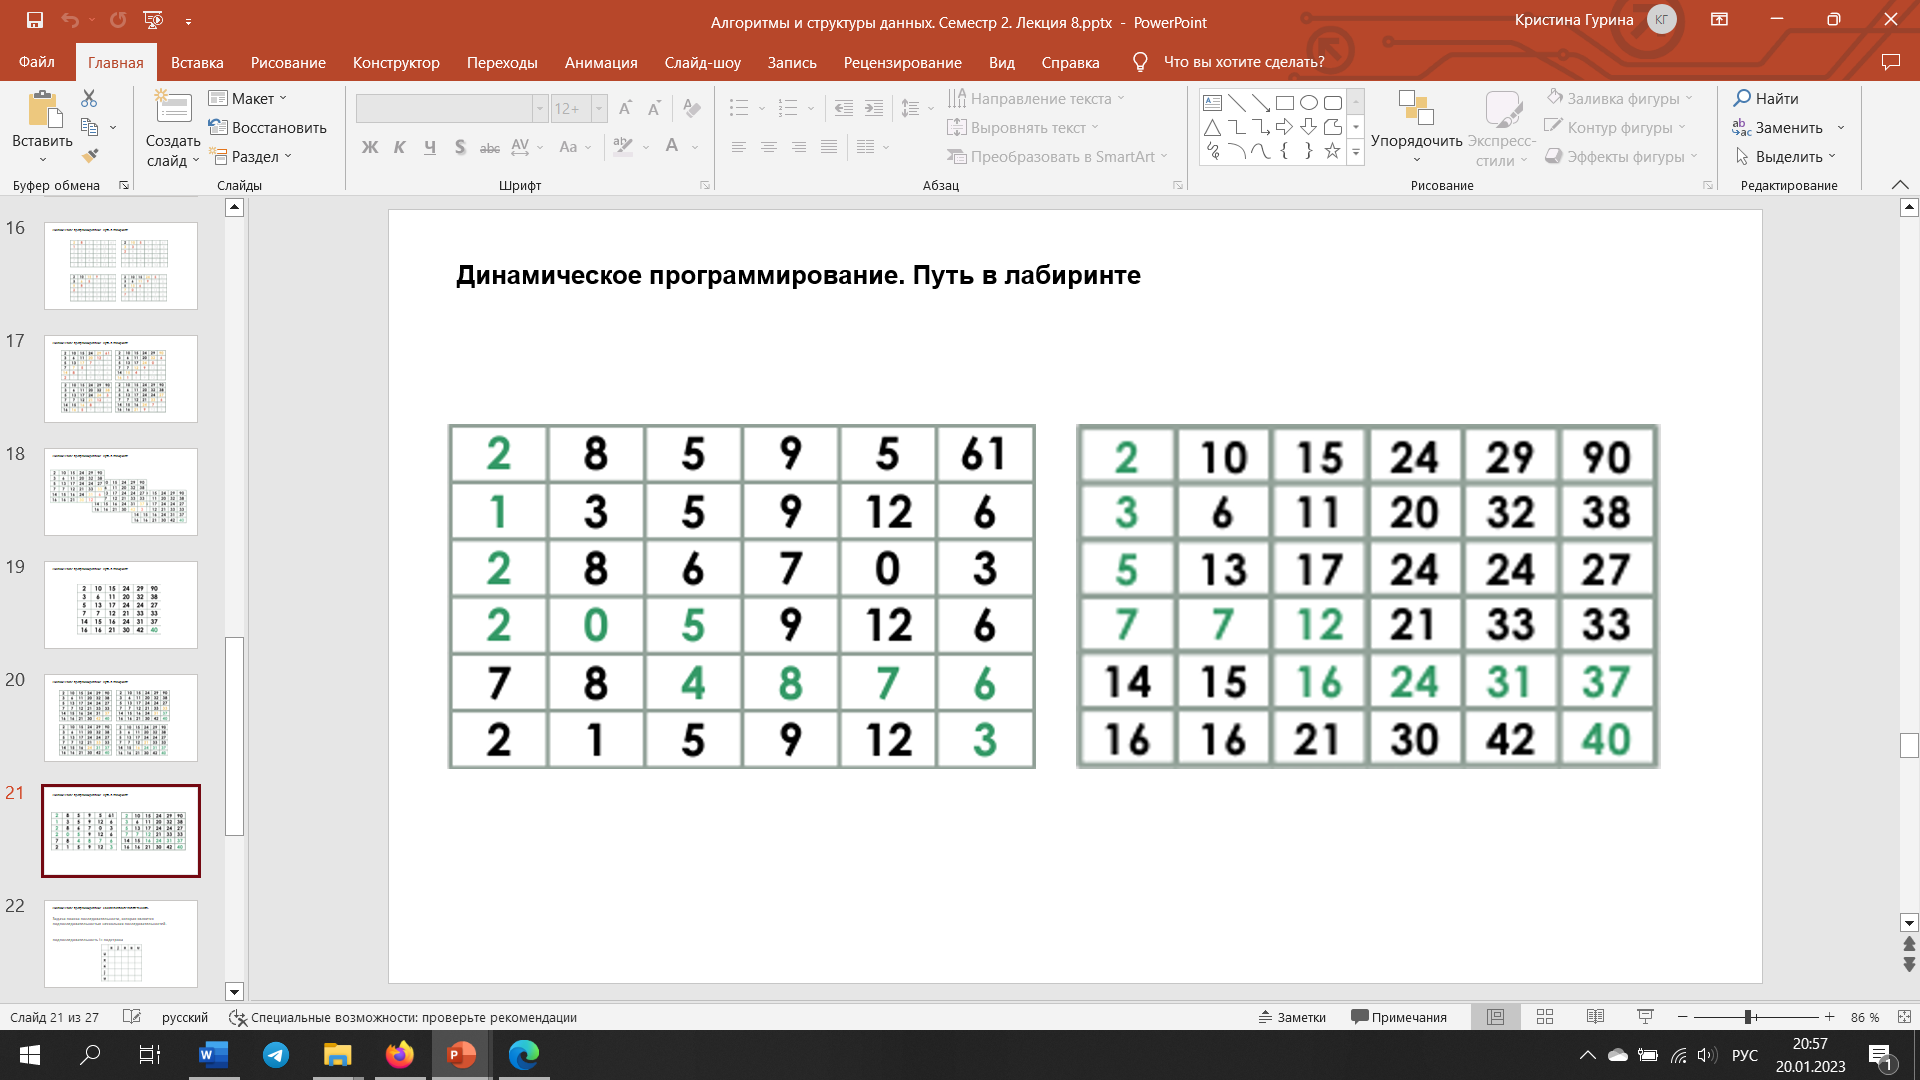 Алгоритмы и структуры данных. Семестр 2. Лекция 8.pptx - PowerPoint
Кристина Гурина
КГ
Файл Главная Вставка Рисование Конструктор Переходы Анимация Слайд-шоу Запись Рецензирование Вид Справка Что вы хотите сделать?
Вставить
Буфер обмена
Создать слайд
Макет
Восстановить
Раздел
Слайды
12+
Ж К Ч S abc AV Aa ab A
Шрифт
Направление текста
Выровнять текст
Преобразовать в SmartArt
Абзац
Упорядочить
Экспресс-стили
Заливка фигуры
Контур фигуры
Эффекты фигуры
Рисование
Найти
Заменить
Выделить
Редактирование
16
17
18
19
20
21
22
Динамическое программирование. Путь в лабиринте
2 8 5 9 5 61
1 3 5 9 12 6
2 8 6 7 0 3
2 0 5 9 12 6
7 8 4 8 7 6
2 1 5 9 12 3
2 10 15 24 29 90
3 6 11 20 32 38
5 13 17 24 24 27
7 7 12 21 33 33
14 15 16 24 31 37
16 16 21 30 42 40
Слайд 21 из 27
русский
Специальные возможности: проверьте рекомендации
Заметки
Примечания
86 %
РУС
20:57
20.01.2023
1